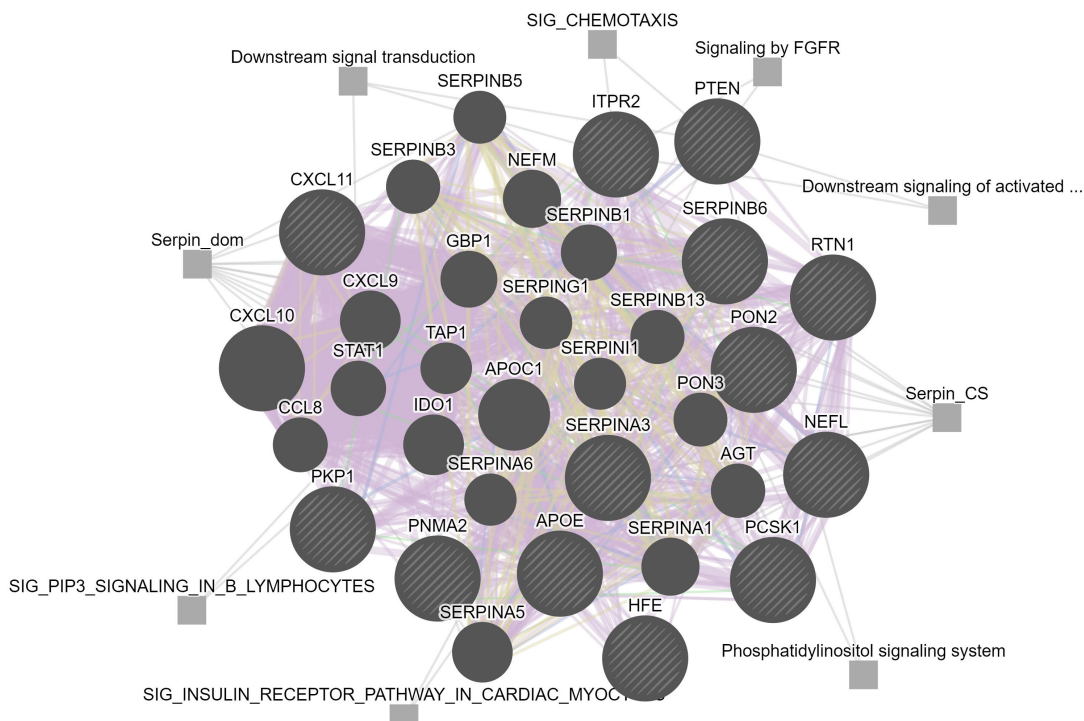 SIG_CHEMOTAXIS
Signaling by FGFR
Downstream signal transduction
SERPINB5
PTEN
ITPR2
SERPINB3
NEFM
CXCL11
Downstream signaling of activated ...
SERPINB1
SERPINB6
Serpin_dom
GBP1
RTN1
CXCL9
SERPING1
SERPINB13
CXCL10
PON2
TAP1
STAT1
SERPINI1
APOC1
PON3
Serpin_CS
CCL8
IDO1
SERPINA3
NEFL
AGT
SERPINA6
PKP1
PNMA2
APOE
SERPINA1
PCSK1
SIG_PIP3_SIGNALING_IN_B_LYMPHOCYTES
HFE
SERPINA5
Phosphatidylinositol signaling system
SIG_INSULIN_RECEPTOR_PATHWAY_IN_CARDIAC